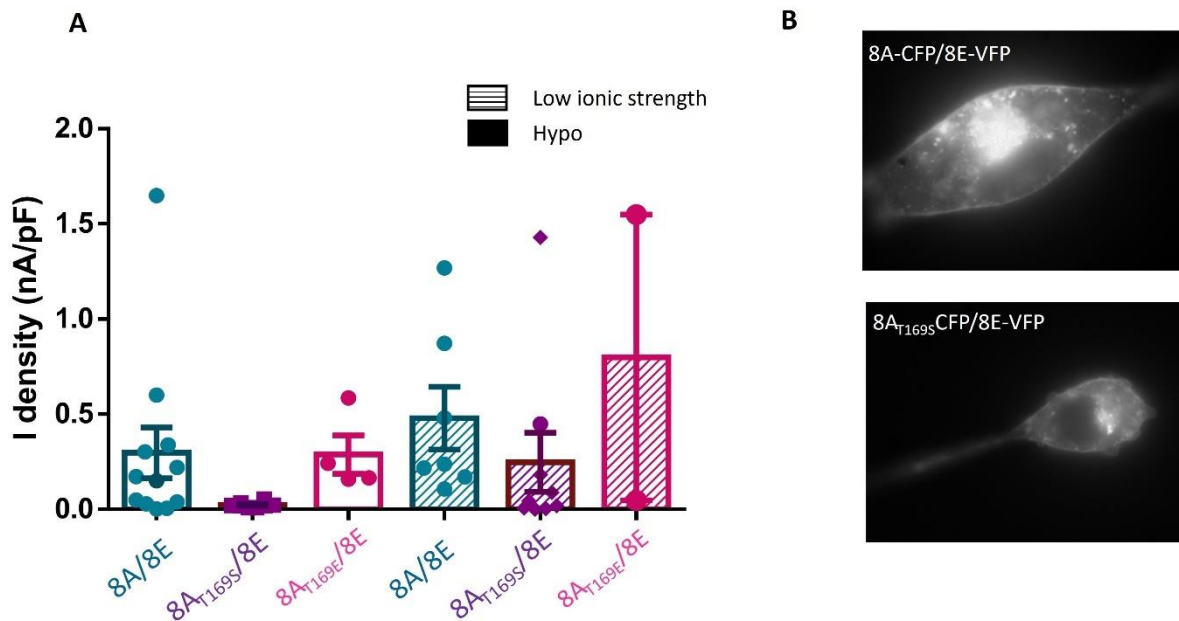 A
Low ionic strength
Hypo
I density (nA/pF)
2.0
1.5
1.0
0.5
0.0
8A/8E
8AT169S/8E
8AT169E/8E
8A/8E
8AT169S/8E
8AT169E/8E
B
8A-CFP/8E-VFP
8AT169SCFP/8E-VFP